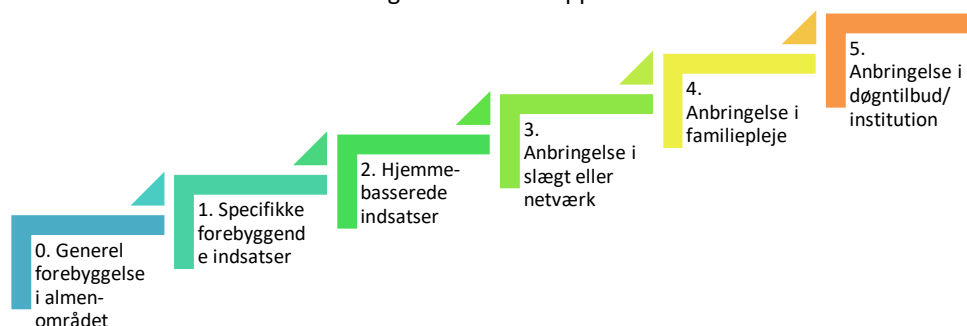 5.
Anbringelse i
døgntilbud/
institution
4.
Anbringelse i
familiepleje
3.
Anbringelse i
slægt eller
netværk
2. Hjemme-
basserede
indsatser
1. Specifikke
forebyggend
e indsatser
0. Generel
forebyggelse
i almen-
området